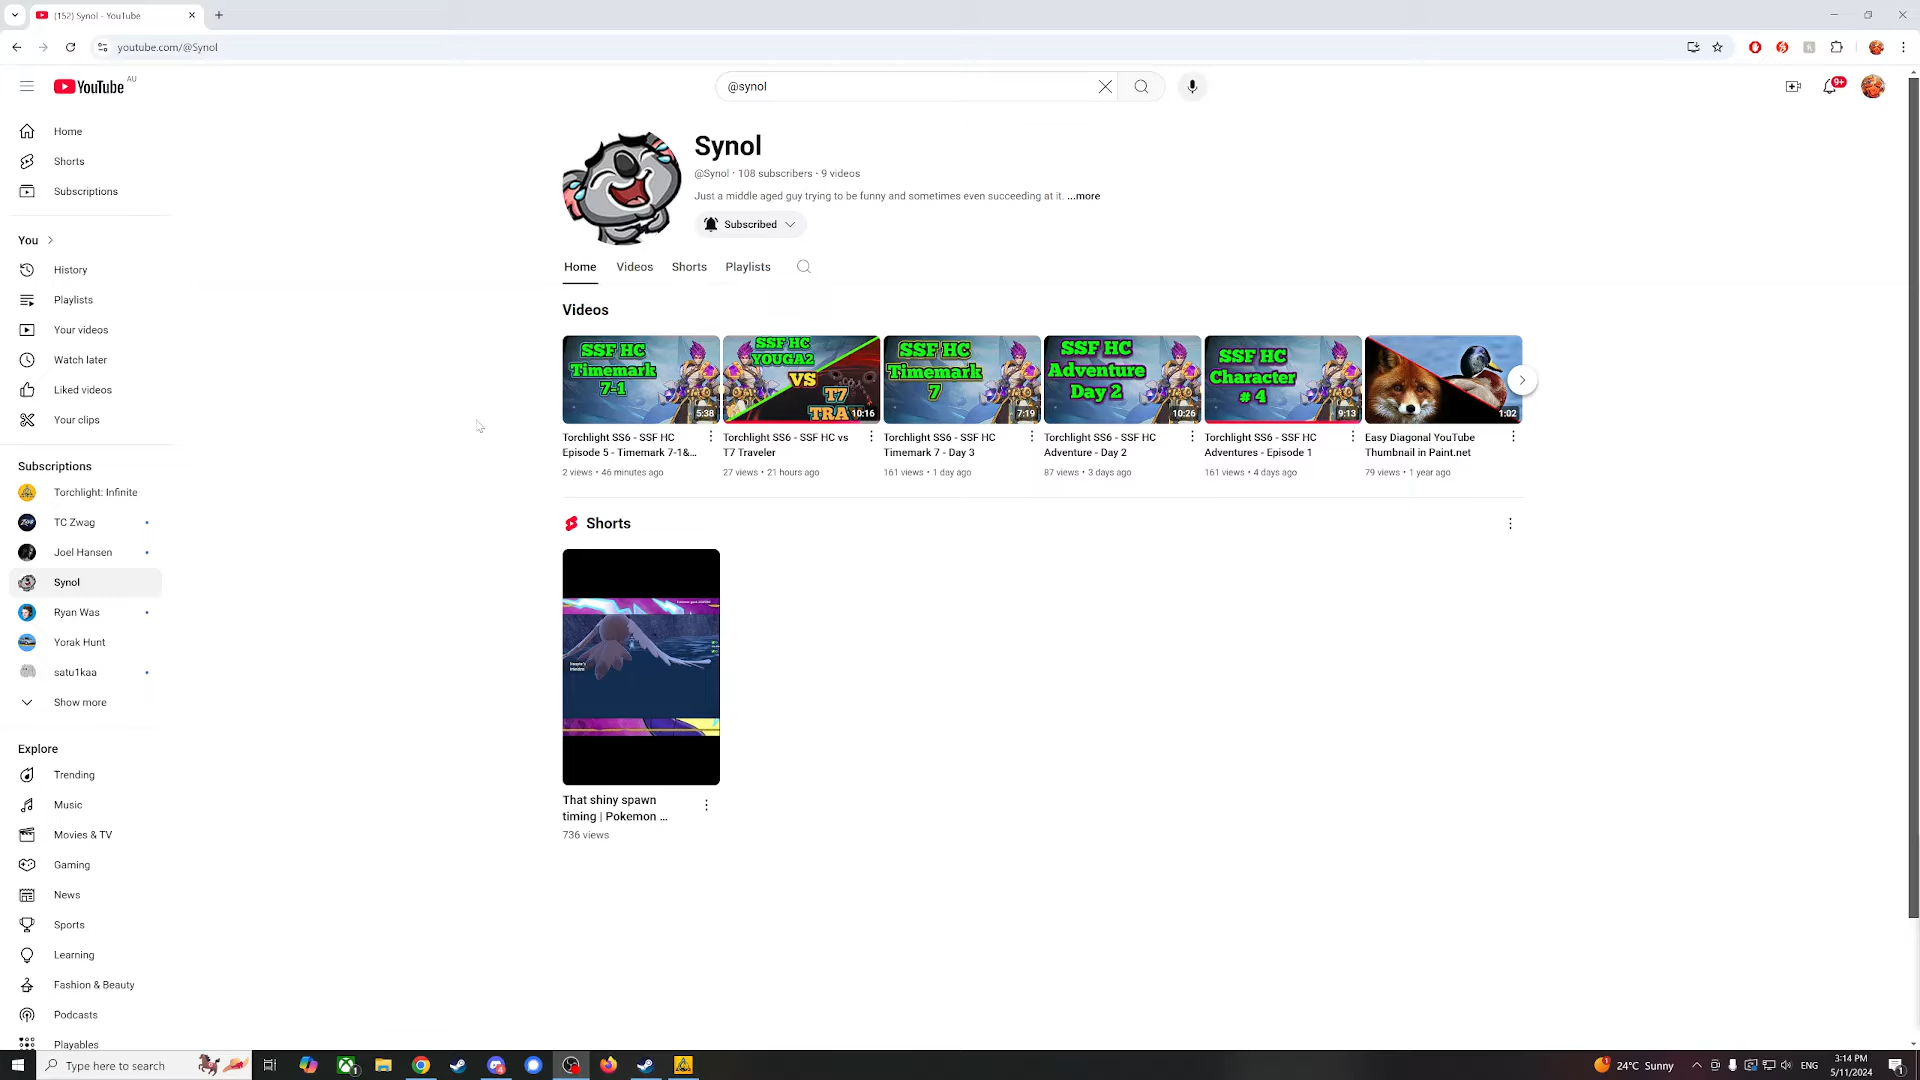 (152) Synol - YouTube
youtube.com/@Synol
YouTube AU
@synol
9+
Home
Shorts
Subscriptions
You
History
Playlists
Your videos
Watch later
Liked videos
Your clips
Subscriptions
Torchlight: Infinite
TC Zwag
Joel Hansen
Synol
Ryan Was
Yorak Hunt
satu1kaa
Show more
Explore
Trending
Music
Movies & TV
Gaming
News
Sports
Learning
Fashion & Beauty
Podcasts
Playables
Synol
@Synol · 108 subscribers · 9 videos
Just a middle aged guy trying to be funny and sometimes even succeeding at it. ...more
Subscribed
Home Videos Shorts Playlists
Videos
SSF HC
Timemark
7-1
5:38
Torchlight SS6 - SSF HC
Episode 5 - Timemark 7-1&...
2 views • 46 minutes ago
SSF HC
YOUGA2
VS
T7
TRA
10:16
Torchlight SS6 - SSF HC vs
T7 Traveler
27 views • 21 hours ago
SSF HC
Timemark
7
7:19
Torchlight SS6 - SSF HC
Timemark 7 - Day 3
161 views • 1 day ago
SSF HC
Adventure
Day 2
10:26
Torchlight SS6 - SSF HC
Adventure - Day 2
87 views • 3 days ago
SSF HC
Character
# 4
9:13
Torchlight SS6 - SSF HC
Adventures - Episode 1
161 views • 4 days ago
1:02
Easy Diagonal YouTube
Thumbnail in Paint.net
79 views • 1 year ago
Shorts
That shiny spawn
timing | Pokemon ...
736 views
Type here to search
24°C Sunny
ENG
3:14 PM
5/11/2024